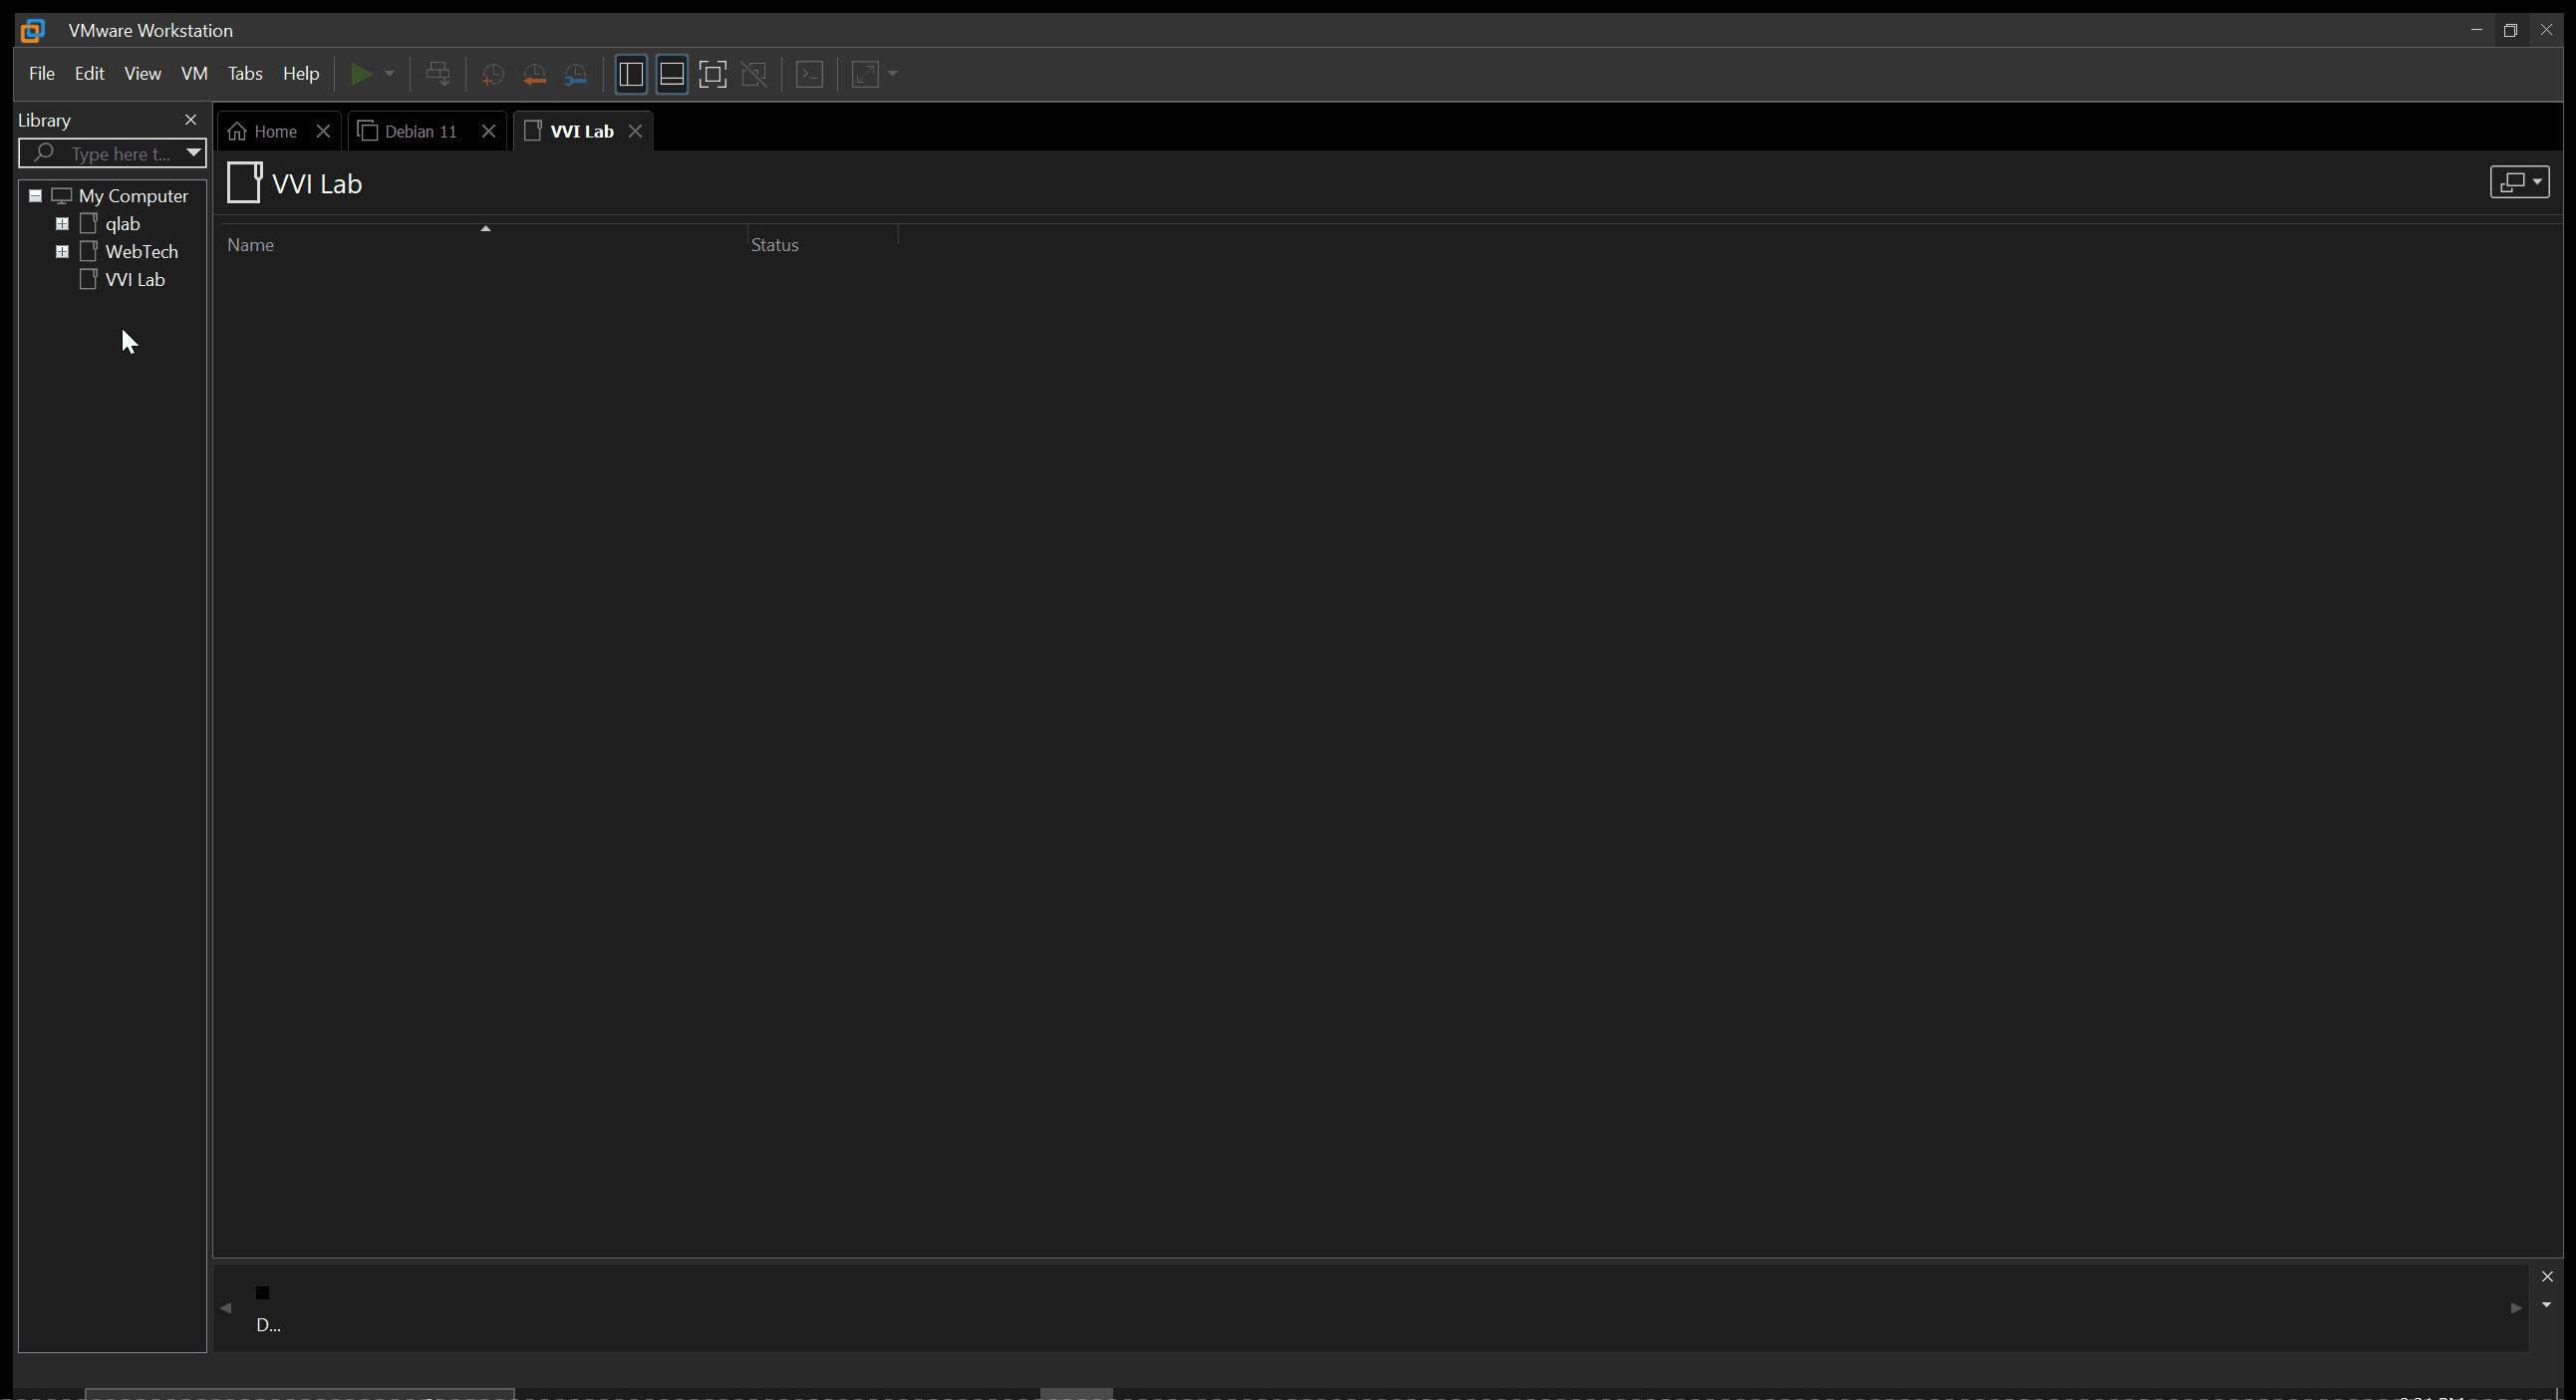 VMware Workstation
File Edit View VM Tabs Help
Library
Type here t...
My Computer
qlab
WebTech
VVI Lab
Home
Debian 11
VVI Lab
VVI Lab
Name Status
D...